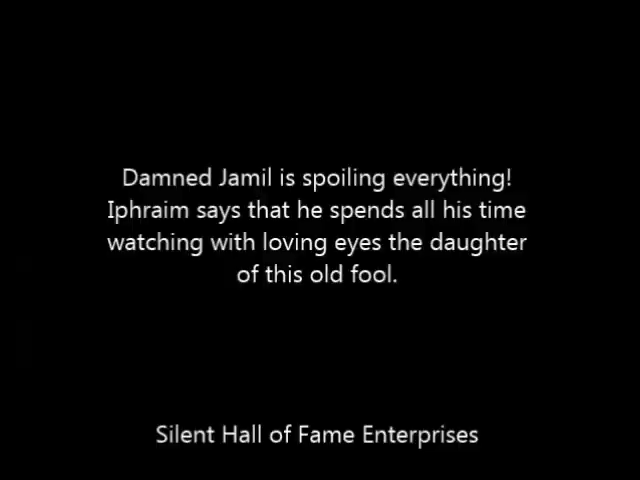 Damned Jamil is spoiling everything!
Iphraim says that he spends all his time
watching with loving eyes the daughter
of this old fool.
Silent Hall of Fame Enterprises